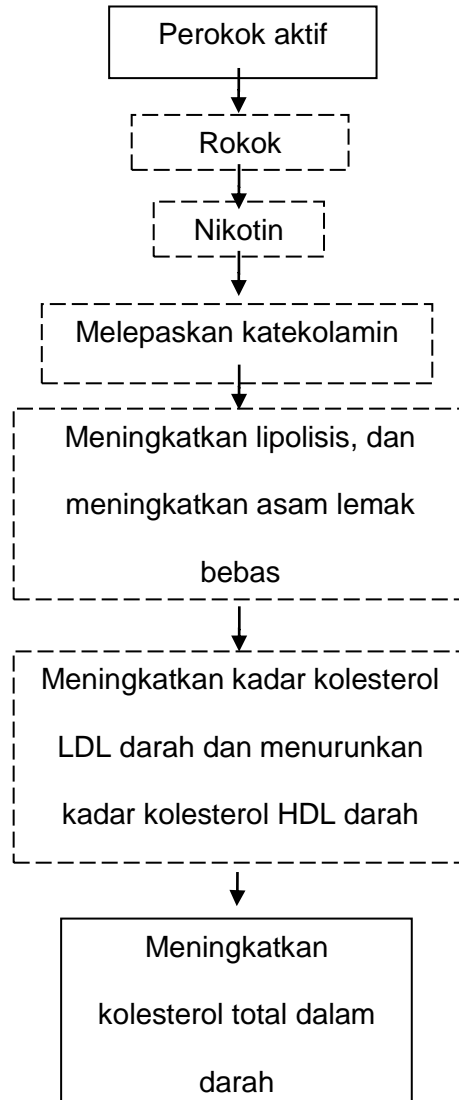 Perokok aktif
Rokok
Nikotin
Melepaskan katekolamin
Meningkatkan lipolisis, dan
meningkatkan asam lemak
bebas
Meningkatkan kadar kolesterol
LDL darah dan menurunkan
kadar kolesterol HDL darah
Meningkatkan
kolesterol total dalam
darah